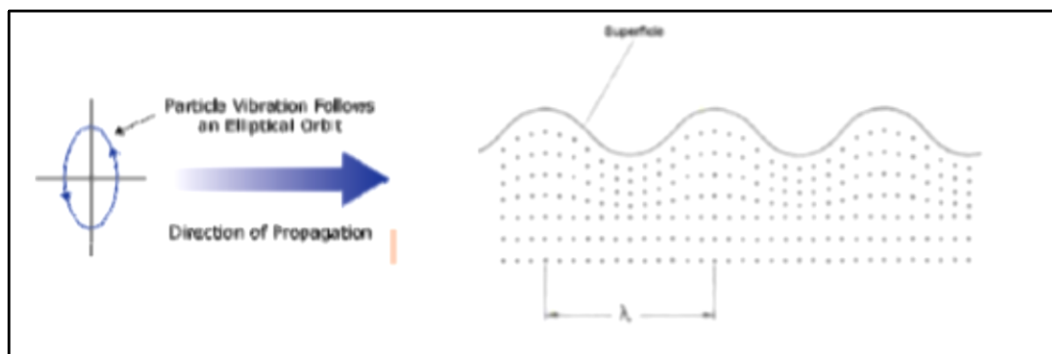 Superficie
Particle Vibration Follows
an Elliptical Orbit
Direction of Propagation
λ